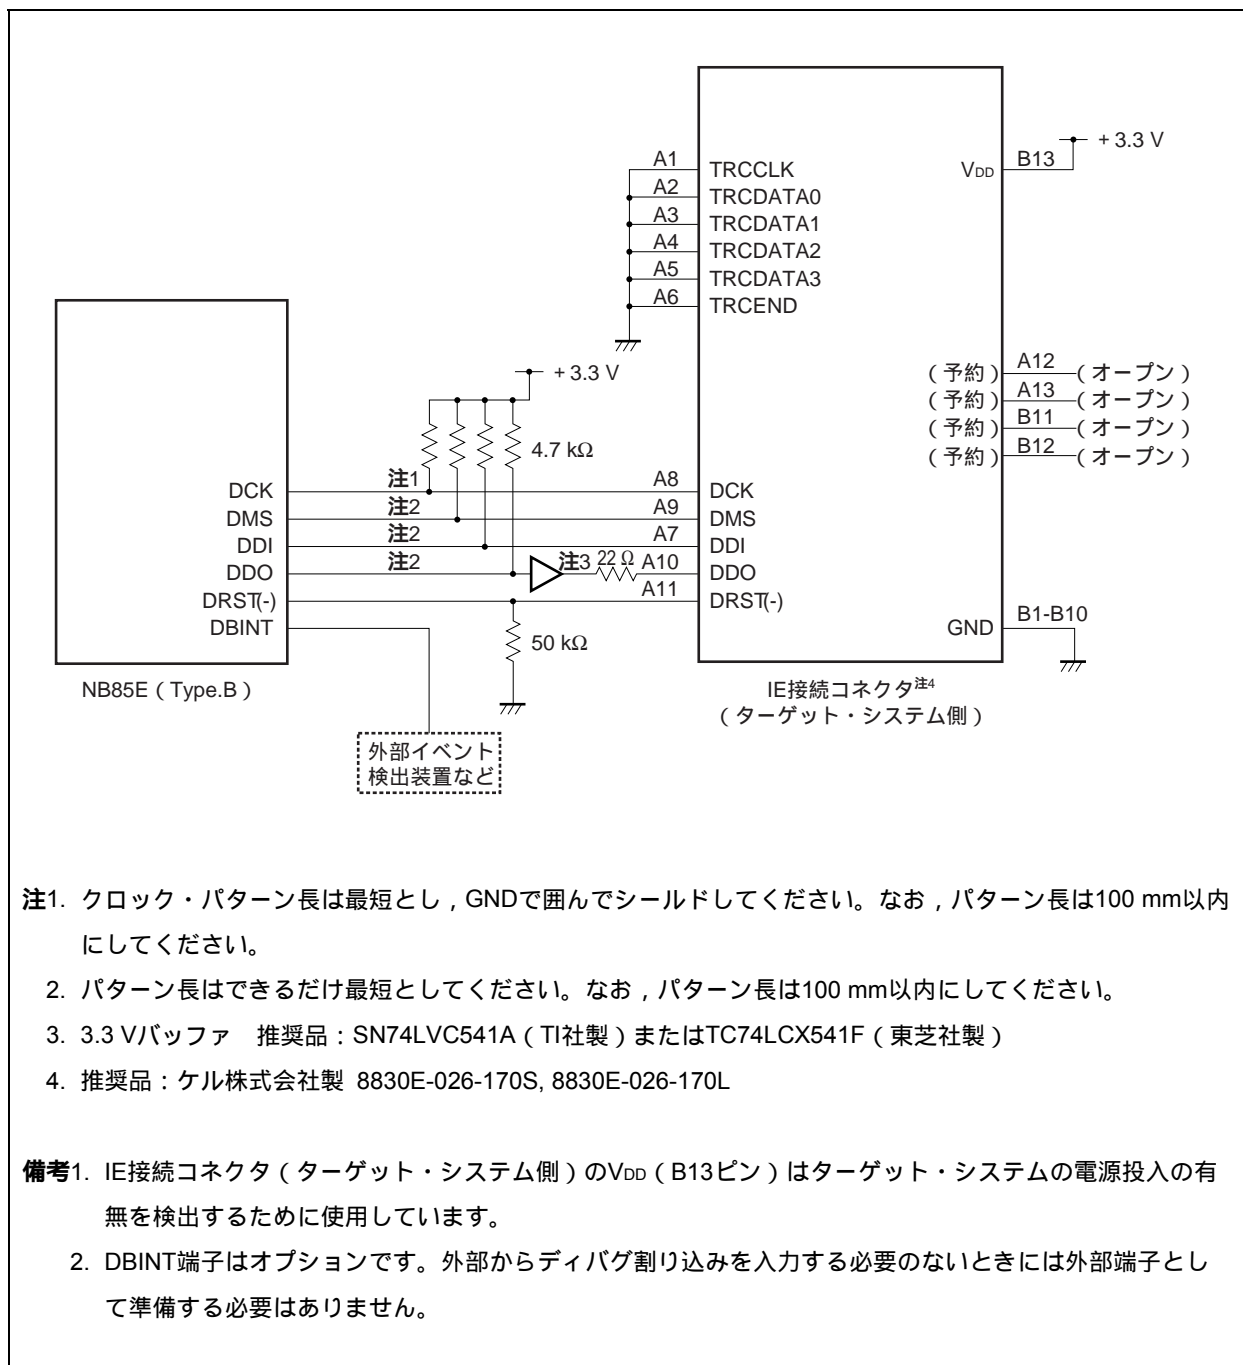 A1 TRCCLK
A2 TRCDATA0
A3 TRCDATA1
A4 TRCDATA2
A5 TRCDATA3
A6 TRCEND
VDD B13 + 3.3 V
(予約) A12 (オープン)
(予約) A13 (オープン)
(予約) B11 (オープン)
(予約) B12 (オープン)
+ 3.3 V
4.7 kΩ
DCK 注1 A8 DCK
DMS 注2 A9 DMS
DDI 注2 A7 DDI
DDO 注2 注3 22 Ω A10 DDO
DRST(-) A11 DRST(-)
DBINT
50 kΩ
GND B1-B10
NB85E(Type.B)
IE接続コネクタ注4
(ターゲット・システム側)
外部イベント
検出装置など
注1. クロック・パターン長は最短とし,GNDで囲んでシールドしてください。なお,パターン長は100 mm以内
にしてください。
2. パターン長はできるだけ最短としてください。なお,パターン長は100 mm以内にしてください。
3. 3.3 Vバッファ 推奨品:SN74LVC541A(TI社製)またはTC74LCX541F(東芝社製)
4. 推奨品:ケル株式会社製 8830E-026-170S, 8830E-026-170L
備考1. IE接続コネクタ(ターゲット・システム側)のVDD(B13ピン)はターゲット・システムの電源投入の有
無を検出するために使用しています。
2. DBINT端子はオプションです。外部からディバグ割り込みを入力する必要のないときには外部端子とし
て準備する必要はありません。